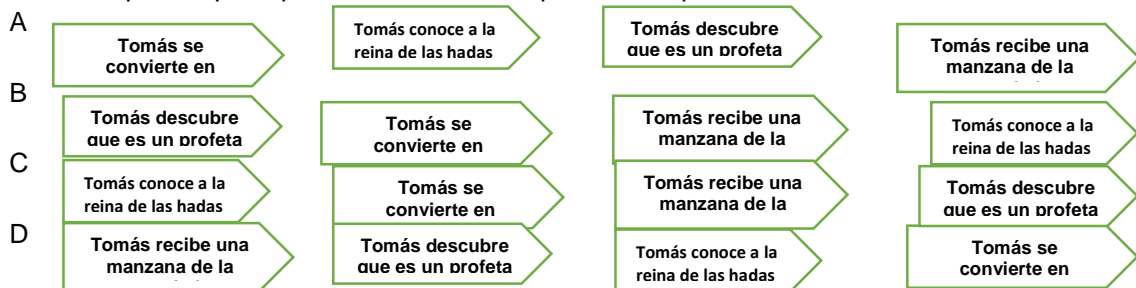 A
Tomás se
convierte en
Tomás conoce a la
reina de las hadas
Tomás descubre
que es un profeta
Tomás recibe una
manzana de la
B
Tomás descubre
que es un profeta
Tomás se
convierte en
Tomás recibe una
manzana de la
Tomás conoce a la
reina de las hadas
C
Tomás conoce a la
reina de las hadas
Tomás se
convierte en
Tomás recibe una
manzana de la
Tomás descubre
que es un profeta
D
Tomás recibe una
manzana de la
Tomás descubre
que es un profeta
Tomás conoce a la
reina de las hadas
Tomás se
convierte en